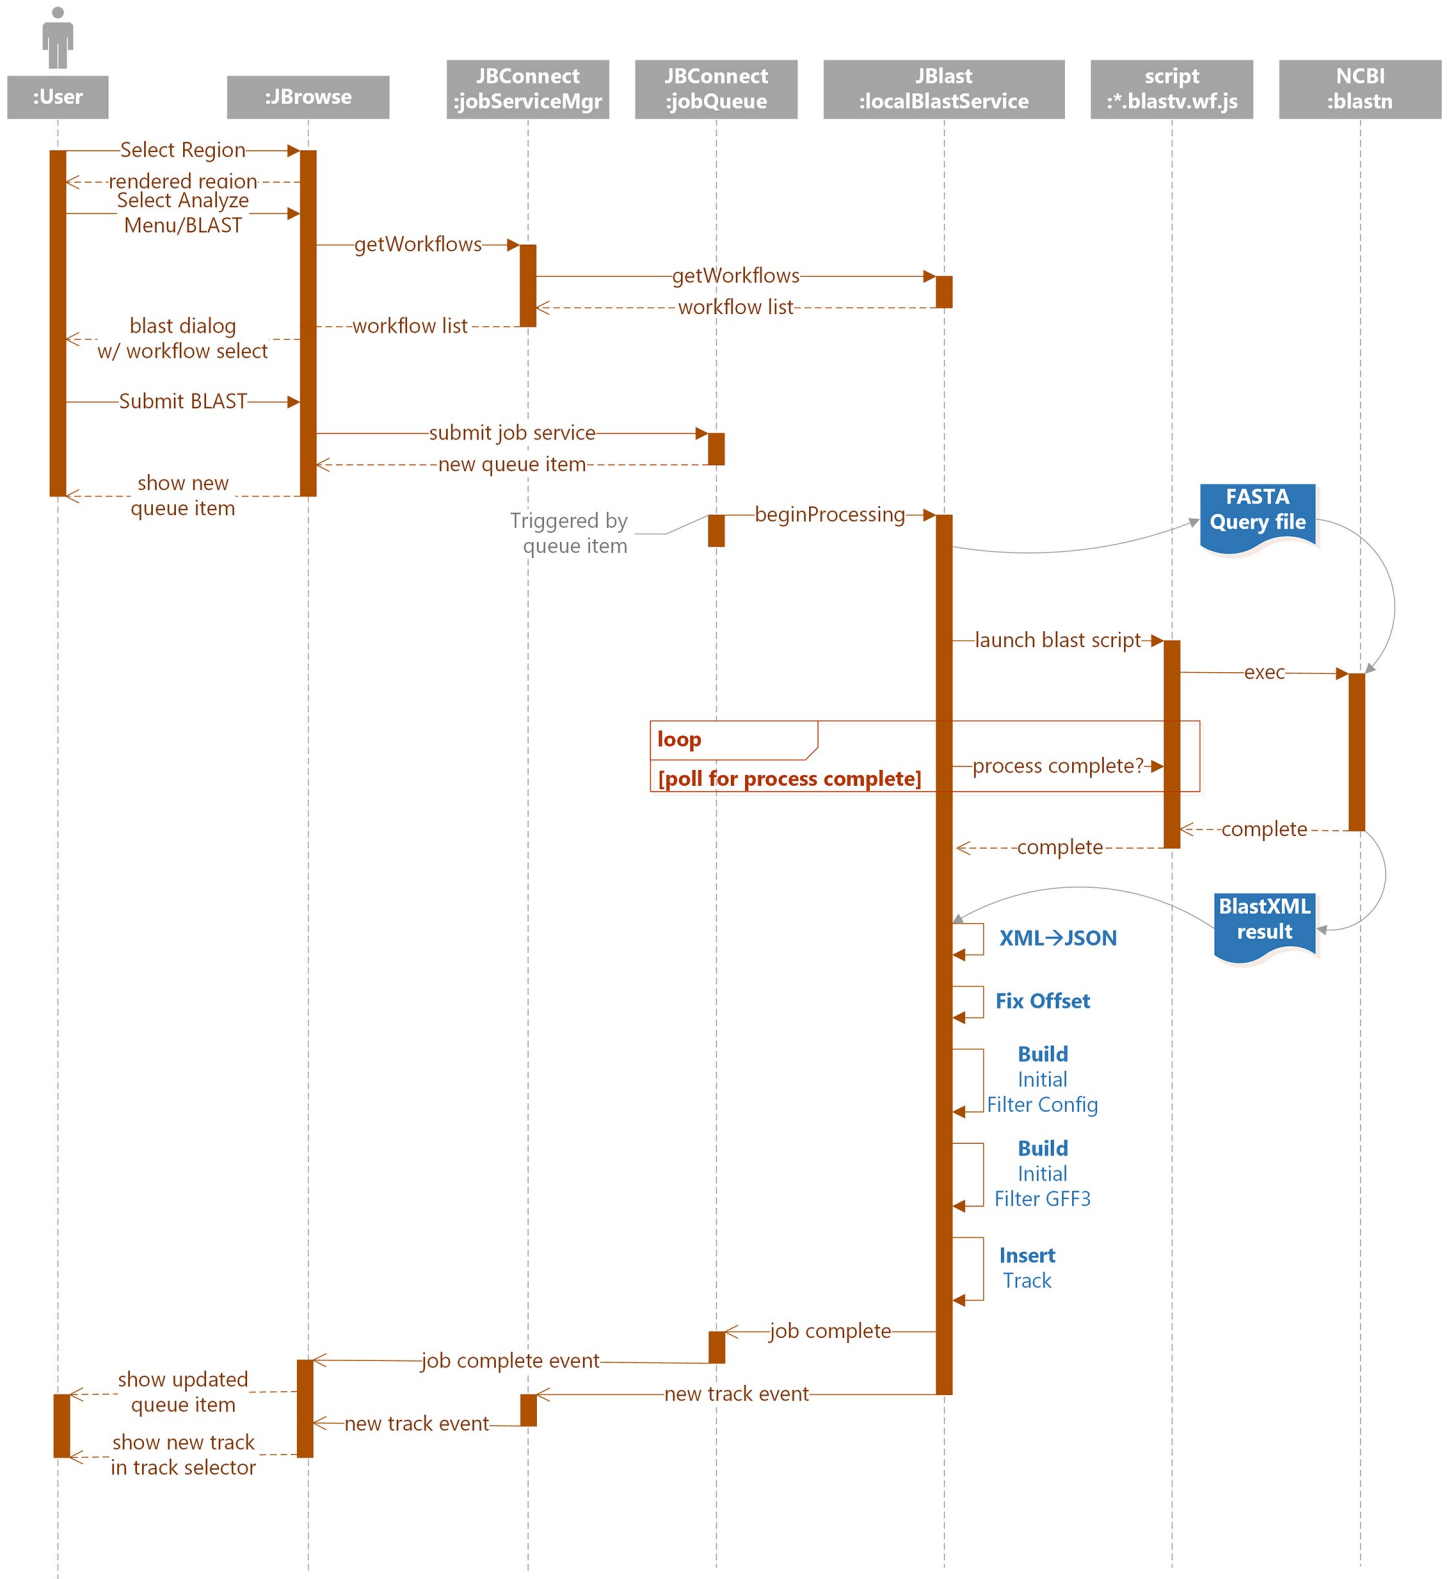 :User
:JBrowse
JBConnect
:jobServiceMgr
JBConnect
:jobQueue
JBlast
:localBlastService
script
:*.blastv.wf.js
NCBI
:blastn
Select Region
rendered region
Select Analyze
Menu/BLAST
getWorkflows
getWorkflows
workflow list
workflow list
blast dialog
w/ workflow select
Submit BLAST
submit job service
new queue item
show new
queue item
Triggered by
queue item
beginProcessing
FASTA
Query file
launch blast script
exec
loop
[poll for process complete]
process complete?
complete
complete
BlastXML
result
XML→JSON
Fix Offset
Build
Initial
Filter Config
Build
Initial
Filter GFF3
Insert
Track
job complete
job complete event
show updated
queue item
new track event
new track event
show new track
in track selector